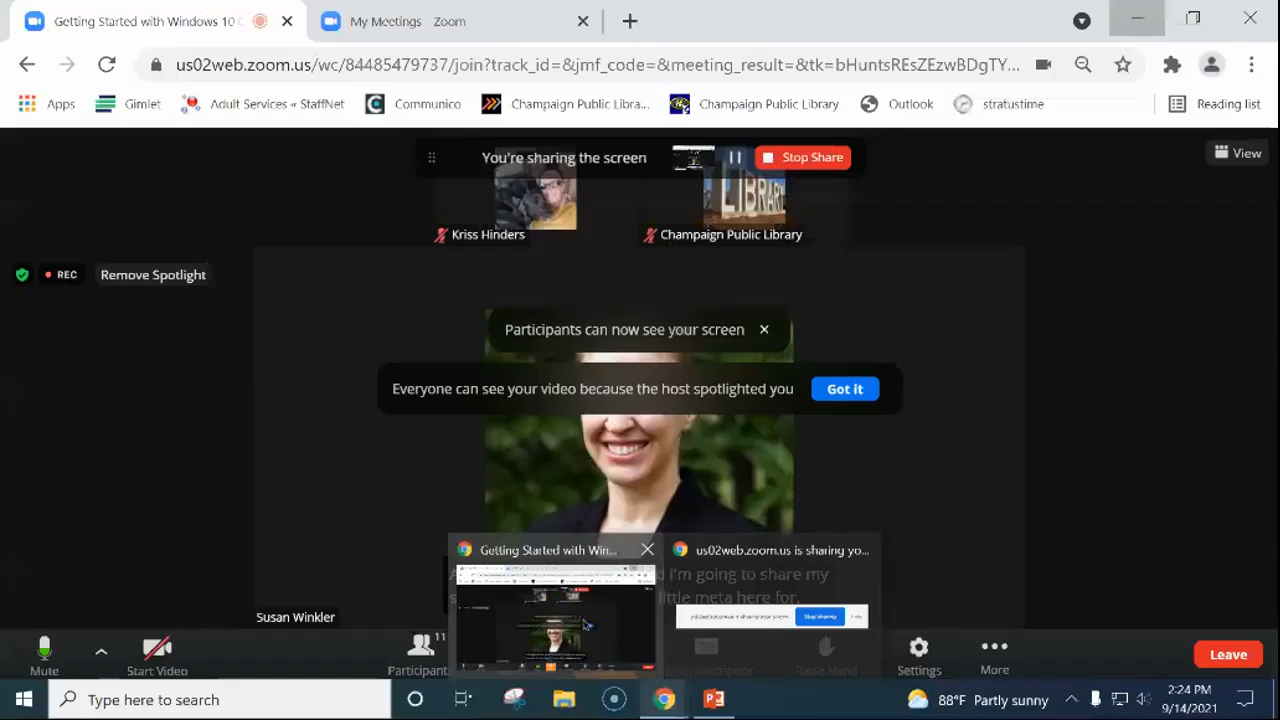 Getting Started with Windows 10
My Meetings Zoom
us02web.zoom.us/wc/84485479737/join?track_id=&jmf_code=&meeting_result=&tk=bHuntsREsZEzwBDgTY...
Apps
Gimlet
Adult Services « StaffNet
Communico
Champaign Public Libra...
Champaign Public Library
Outlook
stratustime
Reading list
You're sharing the screen
Stop Share
View
LIBRARY
Kriss Hinders
Champaign Public Library
REC
Remove Spotlight
Participants can now see your screen
Everyone can see your video because the host spotlighted you
Got it
Getting Started with Win...
us02web.zoom.us is sharing yo...
I'm going to share my
little meta here for.
Stop sharing
Susan Winkler
11
Mute
Start Video
Participant
Raise Hand
Settings
More
Leave
Type here to search
88°F Partly sunny
2:24 PM
9/14/2021